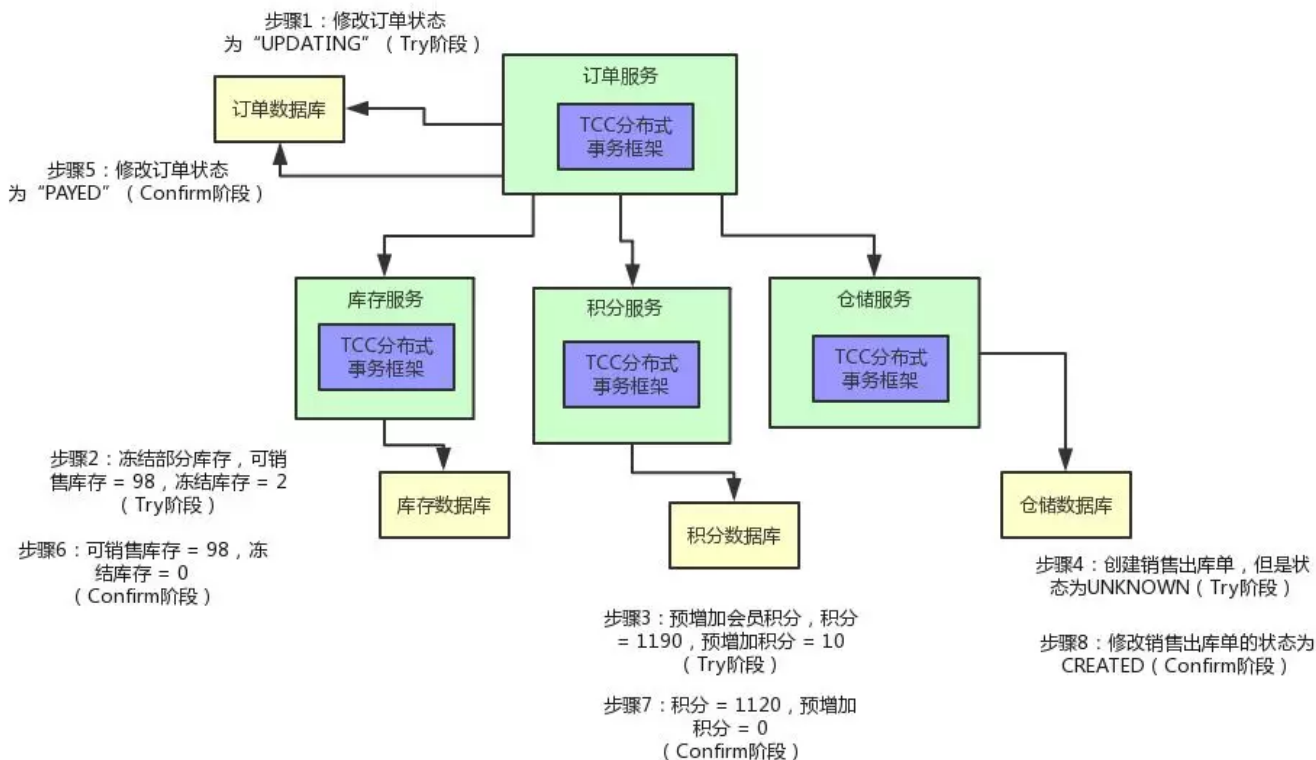 步骤1：修改订单状态
为“UPDATING”（Try阶段）
订单服务
TCC分布式
事务框架
订单数据库
步骤5：修改订单状态
为“PAYED”（Confirm阶段）
库存服务
TCC分布式
事务框架
积分服务
TCC分布式
事务框架
仓储服务
TCC分布式
事务框架
步骤2：冻结部分库存，可销
售库存 = 98，冻结库存 = 2
（Try阶段）
库存数据库
步骤6：可销售库存 = 98，冻
结库存 = 0
（Confirm阶段）
积分数据库
仓储数据库
步骤3：预增加会员积分，积分
= 1190，预增加积分 = 10
（Try阶段）
步骤7：积分 = 1120，预增加
积分 = 0
（Confirm阶段）
步骤4：创建销售出库单，但是状
态为UNKNOWN（Try阶段）
步骤8：修改销售出库单的状态为
CREATED（Confirm阶段）